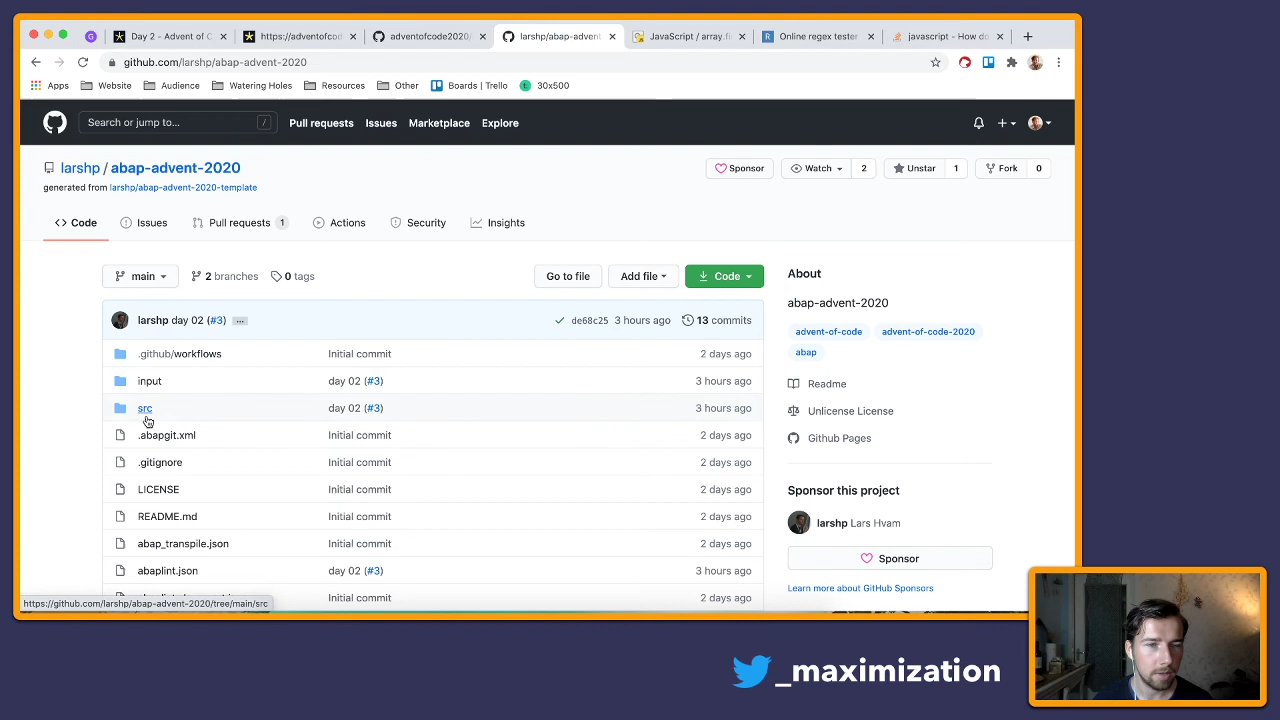 Day 2 - Advent of C
https://adventofcod
adventofcode2020/
larshp/abap-advent
JavaScript / array.fl
Online regex tester
javascript - How do
github.com/larshp/abap-advent-2020
Apps
Website
Audience
Watering Holes
Resources
Other
Boards | Trello
30x500
Search or jump to...
/
Pull requests
Issues
Marketplace
Explore
larshp / abap-advent-2020
generated from larshp/abap-advent-2020-template
Sponsor
Watch 2
Unstar 1
Fork 0
<> Code
Issues
Pull requests 1
Actions
Security
Insights
main
2 branches
0 tags
Go to file
Add file
Code
larshp day 02 (#3) ...
de68c25 3 hours ago
13 commits
.github/workflows Initial commit 2 days ago
input day 02 (#3) 3 hours ago
src day 02 (#3) 3 hours ago
.abapgit.xml Initial commit 2 days ago
.gitignore Initial commit 2 days ago
LICENSE Initial commit 2 days ago
README.md Initial commit 2 days ago
abap_transpile.json Initial commit 2 days ago
abaplint.json day 02 (#3) 3 hours ago
Initial commit 2 days ago
About
abap-advent-2020
advent-of-code
advent-of-code-2020
abap
Readme
Unlicense License
Github Pages
Sponsor this project
larshp Lars Hvam
Sponsor
Learn more about GitHub Sponsors
https://github.com/larshp/abap-advent-2020/tree/main/src
_maximization